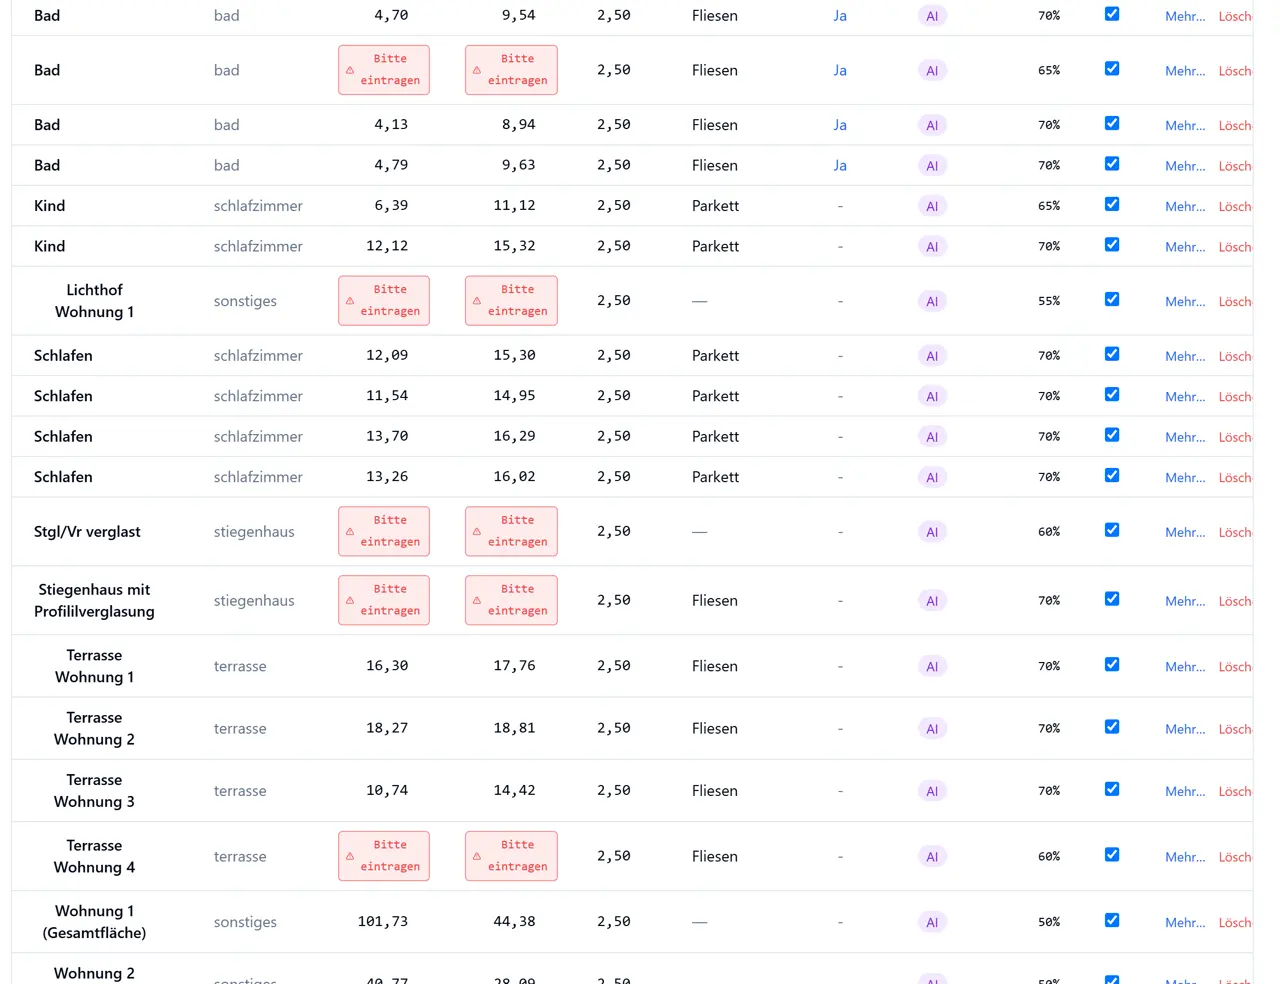 Bad bad 4,70 9,54 2,50 Fliesen Ja AI 70% Mehr... Lösch
Bad bad Bitte eintragen Bitte eintragen 2,50 Fliesen Ja AI 65% Mehr... Lösch
Bad bad 4,13 8,94 2,50 Fliesen Ja AI 70% Mehr... Lösch
Bad bad 4,79 9,63 2,50 Fliesen Ja AI 70% Mehr... Lösch
Kind schlafzimmer 6,39 11,12 2,50 Parkett - AI 65% Mehr... Lösch
Kind schlafzimmer 12,12 15,32 2,50 Parkett - AI 70% Mehr... Lösch
Lichthof Wohnung 1 sonstiges Bitte eintragen Bitte eintragen 2,50 — - AI 55% Mehr... Lösch
Schlafen schlafzimmer 12,09 15,30 2,50 Parkett - AI 70% Mehr... Lösch
Schlafen schlafzimmer 11,54 14,95 2,50 Parkett - AI 70% Mehr... Lösch
Schlafen schlafzimmer 13,70 16,29 2,50 Parkett - AI 70% Mehr... Lösch
Schlafen schlafzimmer 13,26 16,02 2,50 Parkett - AI 70% Mehr... Lösch
Stgl/Vr verglast stiegenhaus Bitte eintragen Bitte eintragen 2,50 — - AI 60% Mehr... Lösch
Stiegenhaus mit Profililverglasung stiegenhaus Bitte eintragen Bitte eintragen 2,50 Fliesen - AI 70% Mehr... Lösch
Terrasse Wohnung 1 terrasse 16,30 17,76 2,50 Fliesen - AI 70% Mehr... Lösch
Terrasse Wohnung 2 terrasse 18,27 18,81 2,50 Fliesen - AI 70% Mehr... Lösch
Terrasse Wohnung 3 terrasse 10,74 14,42 2,50 Fliesen - AI 70% Mehr... Lösch
Terrasse Wohnung 4 terrasse Bitte eintragen Bitte eintragen 2,50 Fliesen - AI 60% Mehr... Lösch
Wohnung 1 (Gesamtfläche) sonstiges 101,73 44,38 2,50 — - AI 50% Mehr... Lösch
Wohnung 2 sonstiges 40,77 28,09 2,50 AI 50% Mehr... Lösch